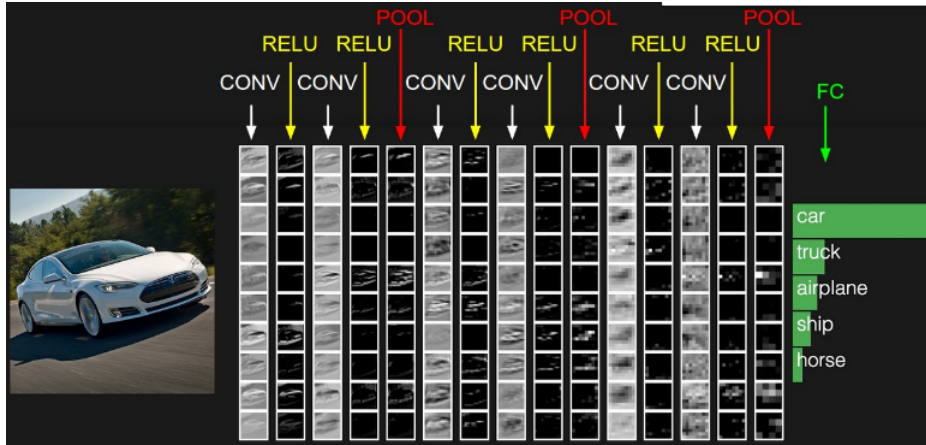 POOL POOL POOL
RELU RELU RELU RELU RELU RELU
CONV CONV CONV CONV CONV CONV
FC
car
truck
airplane
ship
horse